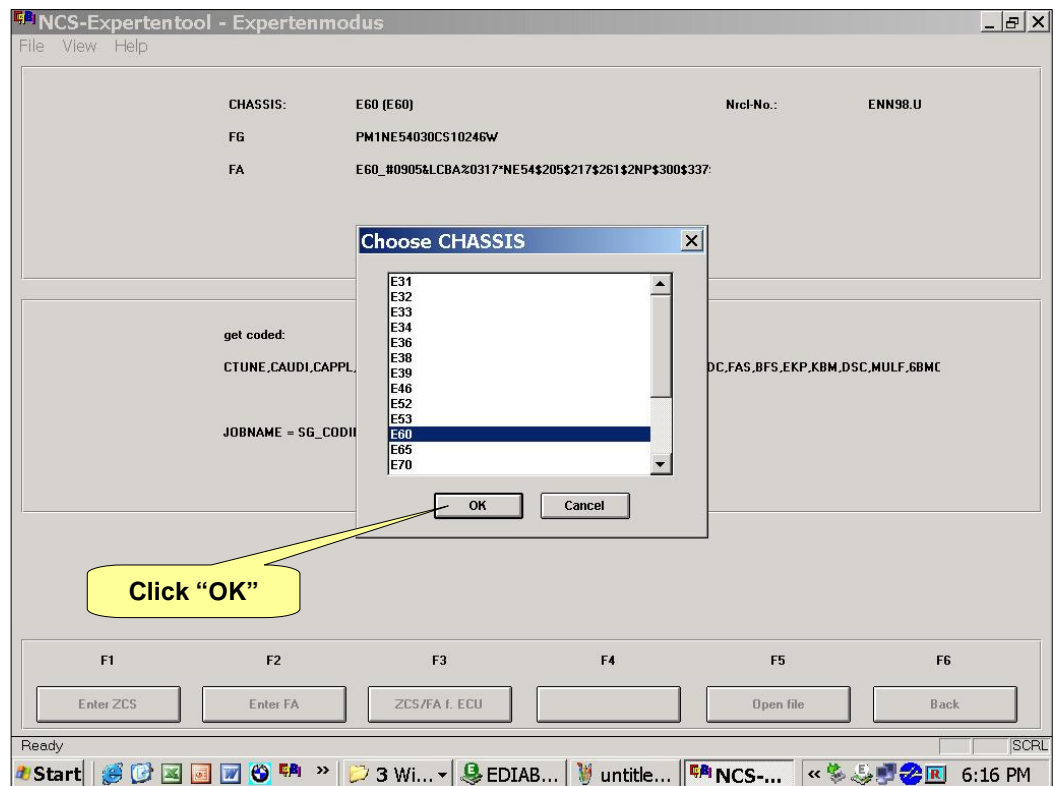 NCS-Expertentool - Expertenmodus
File View Help
CHASSIS: E60 (E60) Nrcl-No.: ENN98.U
FG PM1NE54030CS10246W
FA E60_#0905&LCBA%0317*NE54$205$217$261$2NP$300$337:
Choose CHASSIS
E31
E32
E33
E34
E36
E38
E39
E46
E52
E53
E60
E65
E70
OK Cancel
get coded:
CTUNE,CAUDI,CAPPL, DC,FAS,BFS,EKP,KBM,DSC,MULF,6BMC
JOBNAME = SG_CODI
Click “OK”
F1 F2 F3 F4 F5 F6
Enter ZCS Enter FA ZCS/FA f. ECU Open file Back
Ready SCRL
Start » 3 Wi... EDIAB... untitle... NCS-... « 6:16 PM